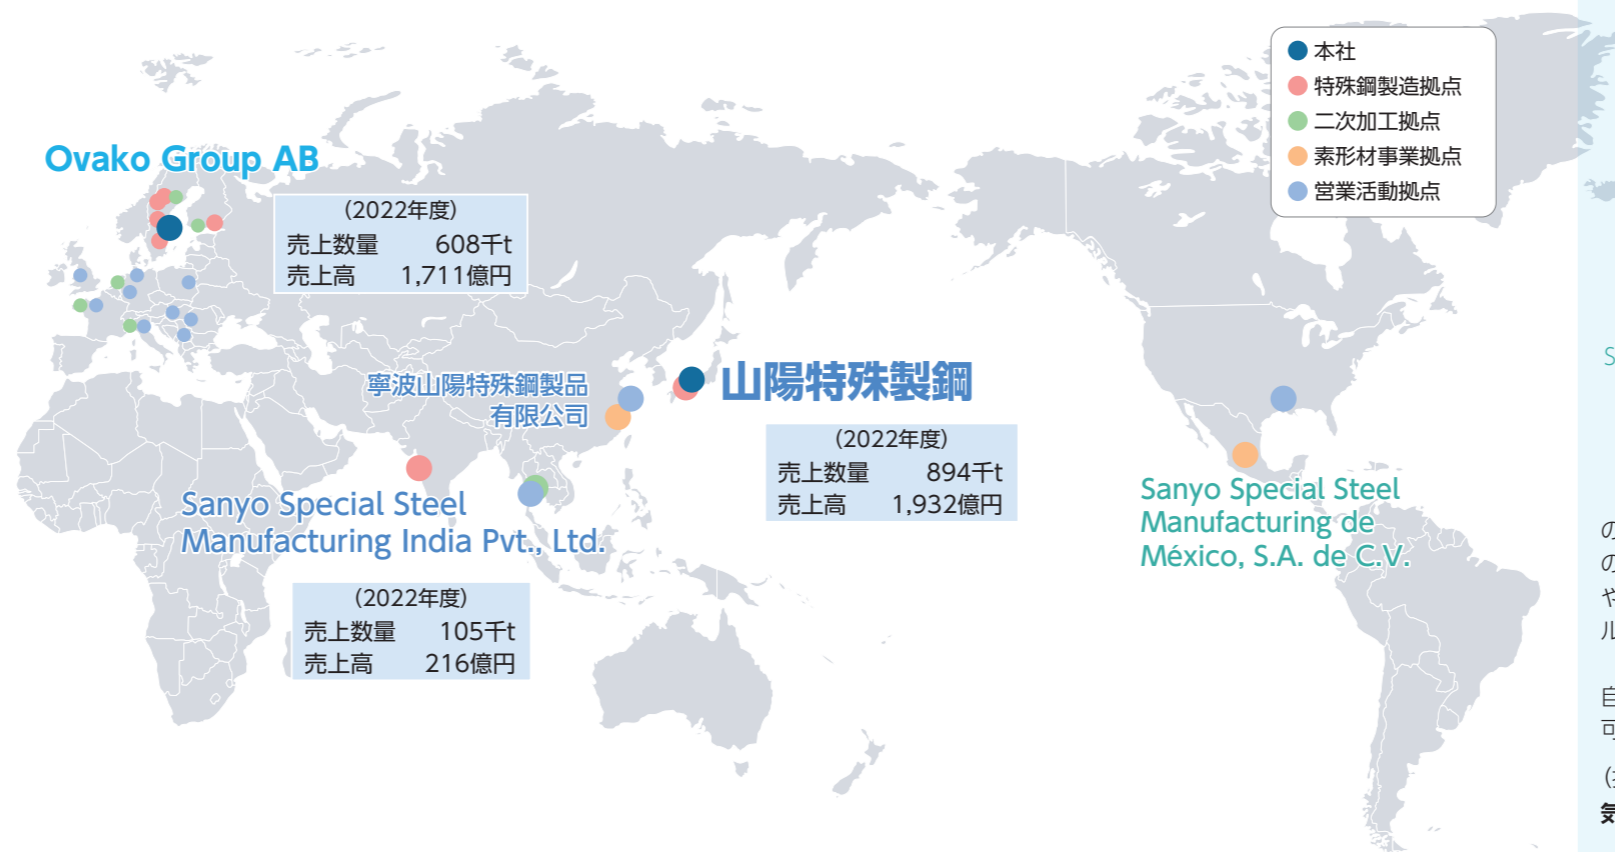 本社
特殊鋼製造拠点
二次加工拠点
素形材事業拠点
営業活動拠点
Ovako Group AB
(2022年度)
売上数量 608千t
売上高 1,711億円
寧波山陽特殊鋼製品
有限公司
山陽特殊製鋼
(2022年度)
売上数量 894千t
売上高 1,932億円
Sanyo Special Steel
Manufacturing India Pvt., Ltd.
(2022年度)
売上数量 105千t
売上高 216億円
Sanyo Special Steel
Manufacturing de
México, S.A. de C.V.
S
の
の
や
自
可
気